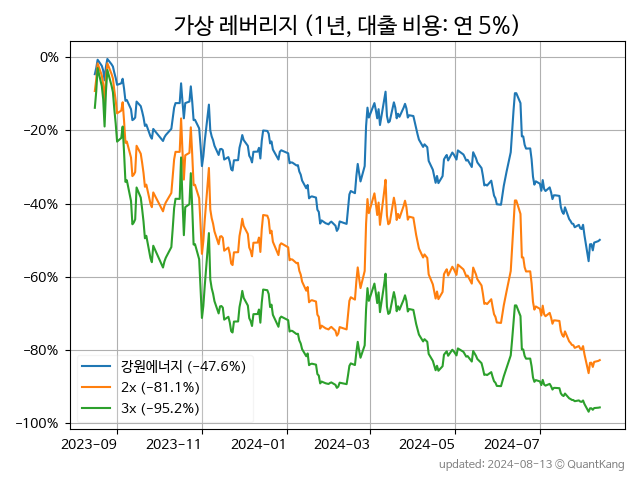 가상 레버리지 (1년, 대출 비용: 연 5%)
0%
−20%
−40%
−60%
−80%
−100%
강원에너지 (−47.6%)
2x (−81.1%)
3x (−95.2%)
2023-09 2023-11 2024-01 2024-03 2024-05 2024-07
updated: 2024-08-13 © QuantKang